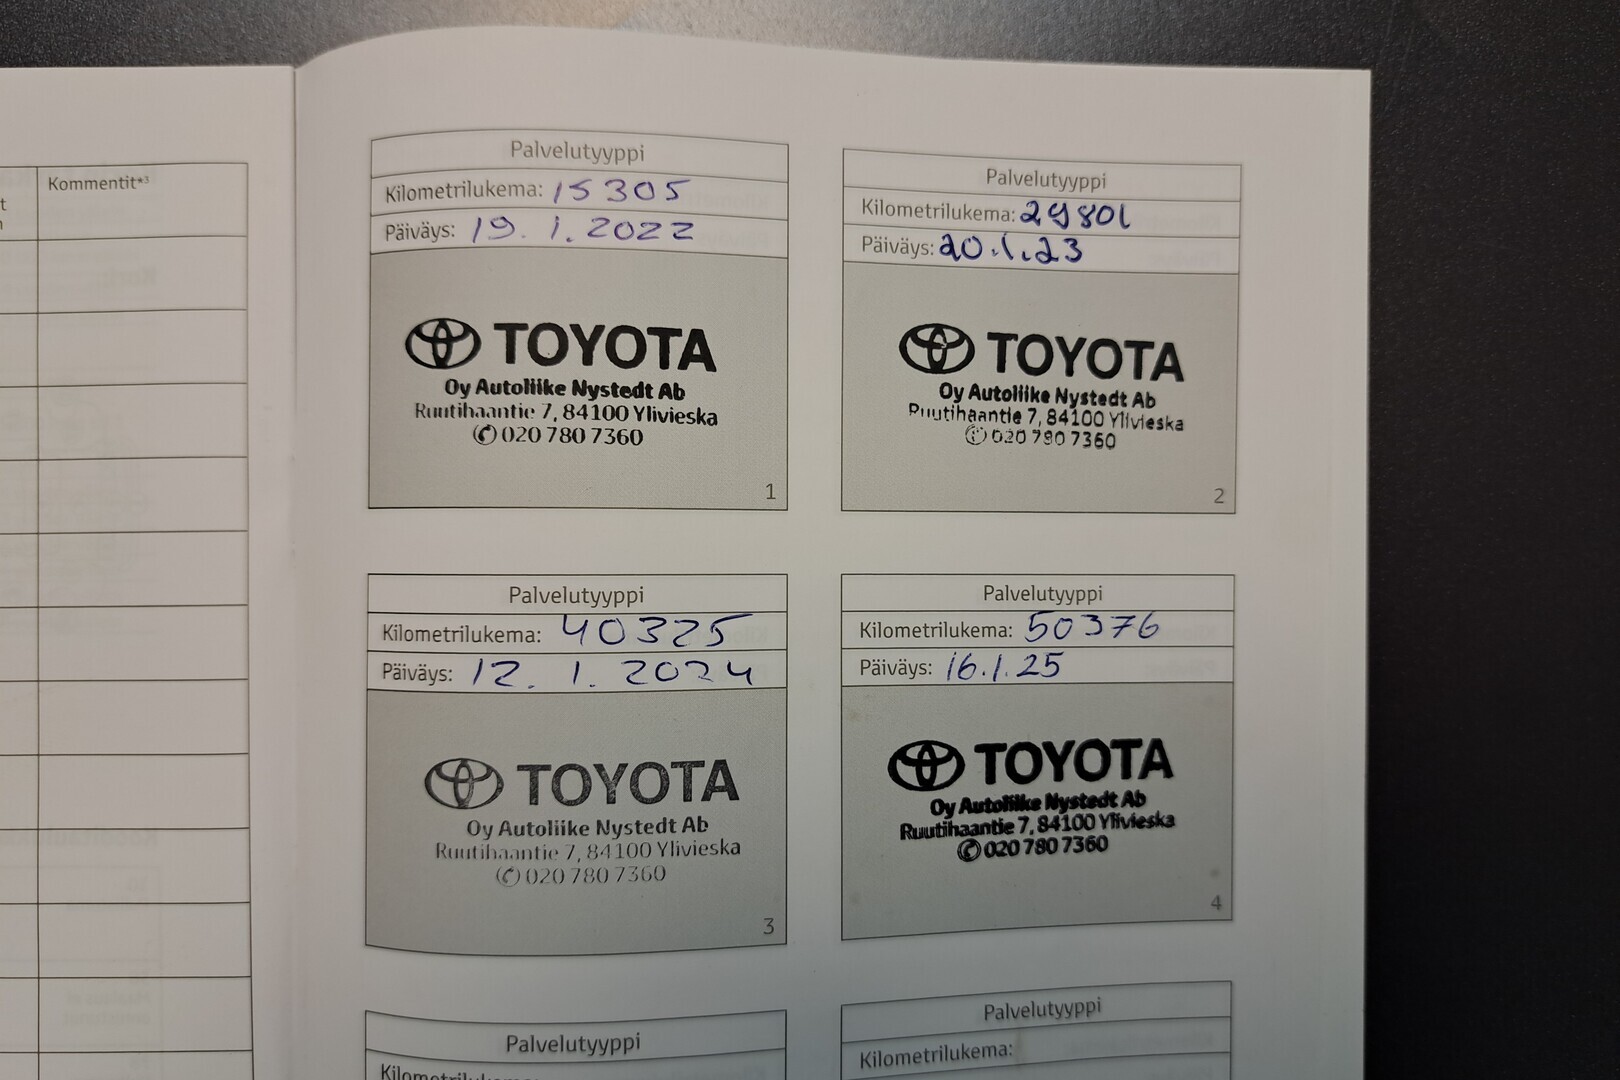 Kommentit*³
Palvelutyyppi
Kilometrilukema: 15305
Päiväys: 19.1.2022
TOYOTA
Oy Autoliike Nystedt Ab
Ruutihaantie 7, 84100 Ylivieska
020 780 7360
1
Palvelutyyppi
Kilometrilukema: 29801
Päiväys: 20.1.23
TOYOTA
Oy Autoliike Nystedt Ab
Ruutihaantie 7, 84100 Ylivieska
020 780 7360
2
Palvelutyyppi
Kilometrilukema: 40325
Päiväys: 12.1.2024
TOYOTA
Oy Autoliike Nystedt Ab
Ruutihaantie 7, 84100 Ylivieska
020 780 7360
3
Palvelutyyppi
Kilometrilukema: 50376
Päiväys: 16.1.25
TOYOTA
Oy Autoliike Nystedt Ab
Ruutihaantie 7, 84100 Ylivieska
020 780 7360
4
Palvelutyyppi
Kilometrilukema:
Palvelutyyppi
Kilometrilukema: